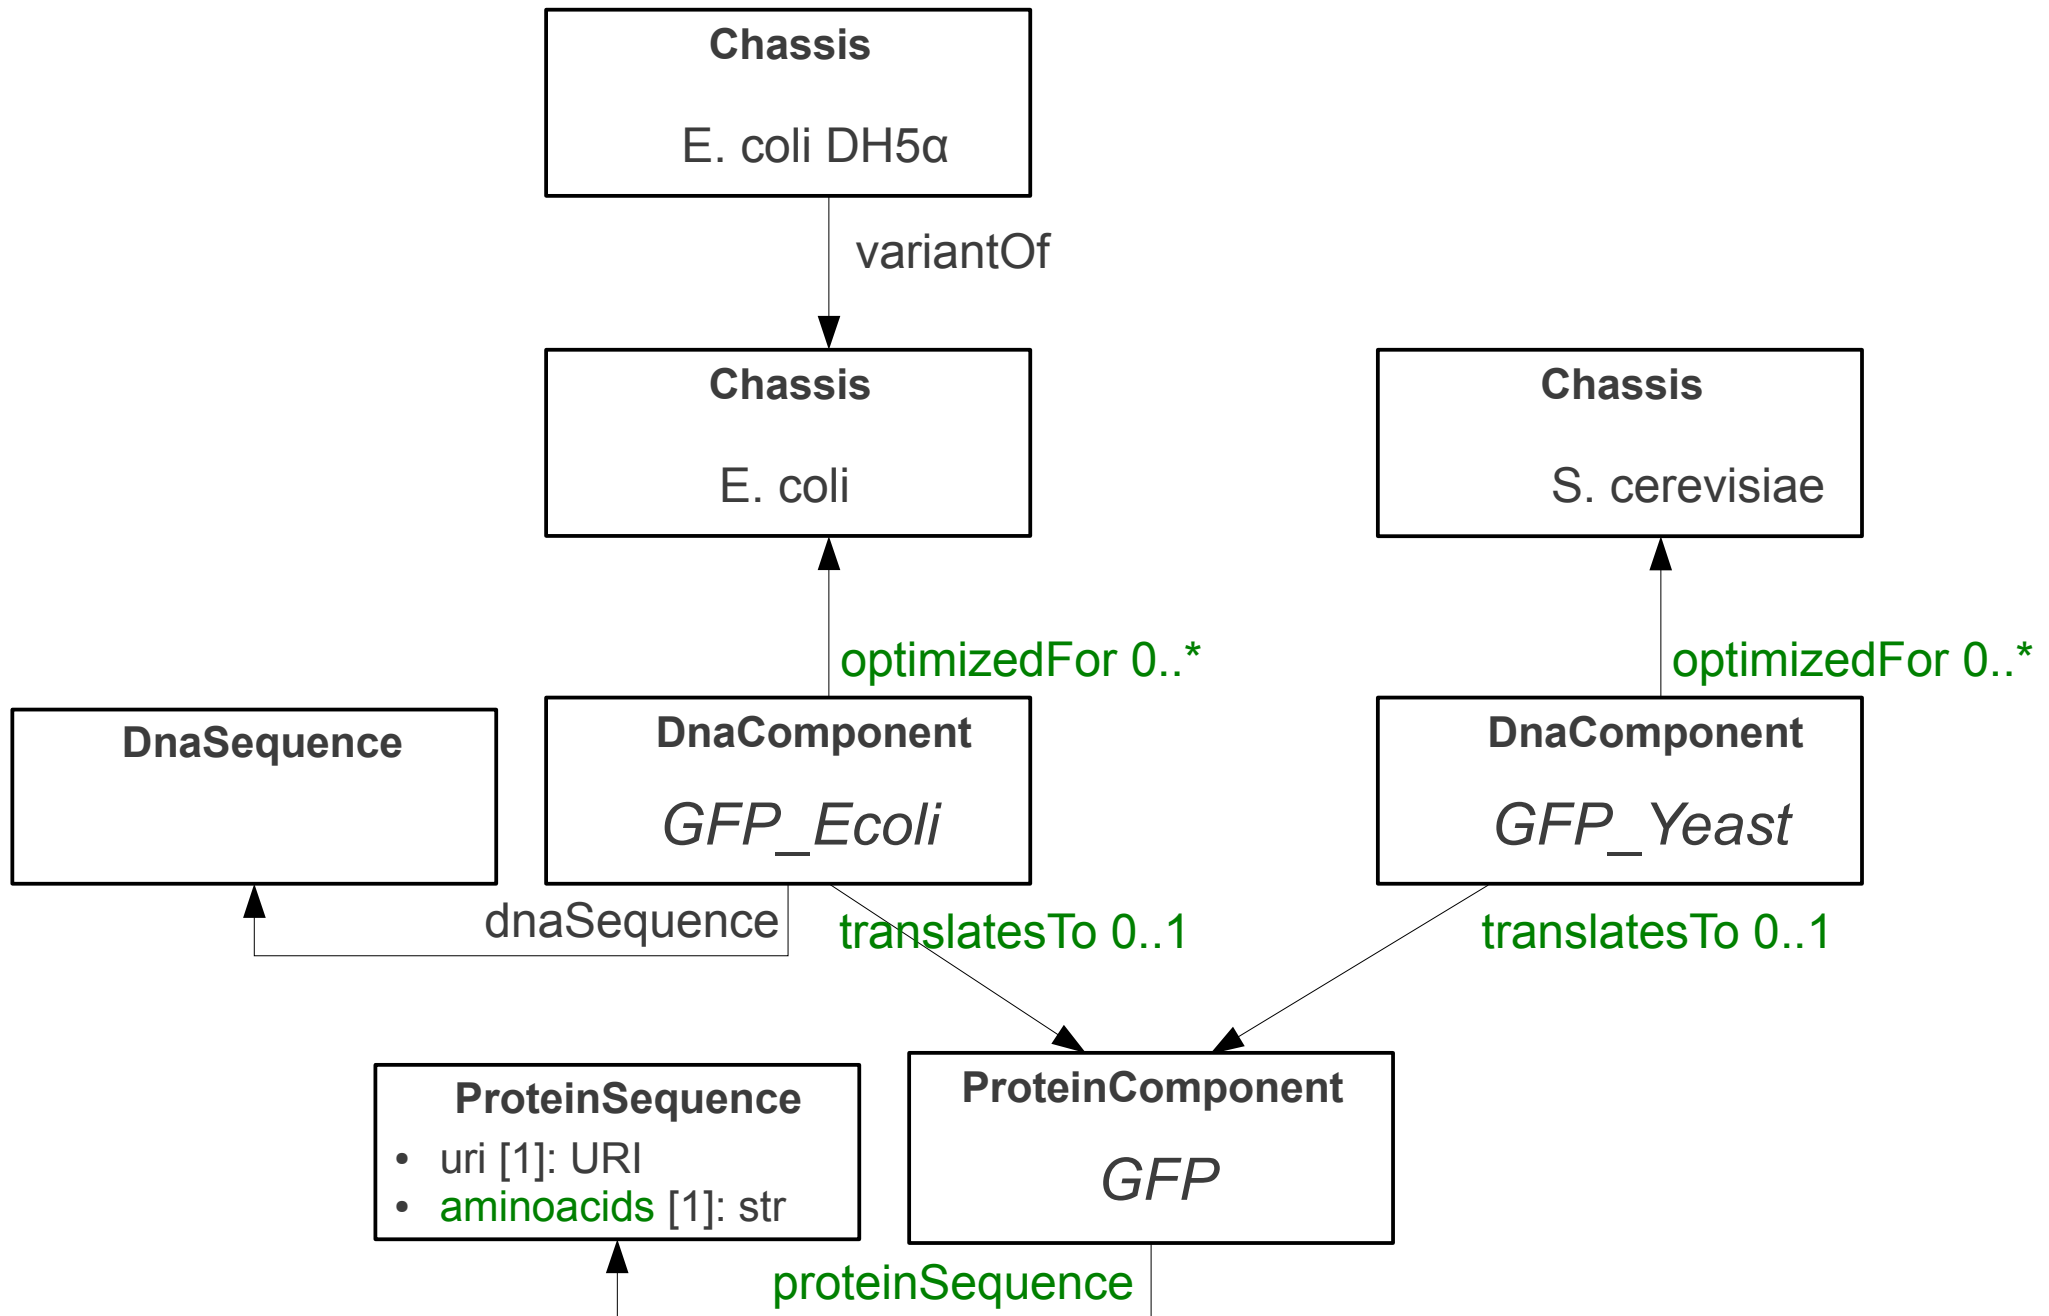 Chassis
E. coli DH5α
variantOf
Chassis
E. coli
Chassis
S. cerevisiae
optimizedFor 0..*
optimizedFor 0..*
DnaSequence
DnaComponent
GFP_Ecoli
DnaComponent
GFP_Yeast
dnaSequence
translatesTo 0..1
translatesTo 0..1
ProteinSequence
• uri [1]: URI
• aminoacids [1]: str
ProteinComponent
GFP
proteinSequence